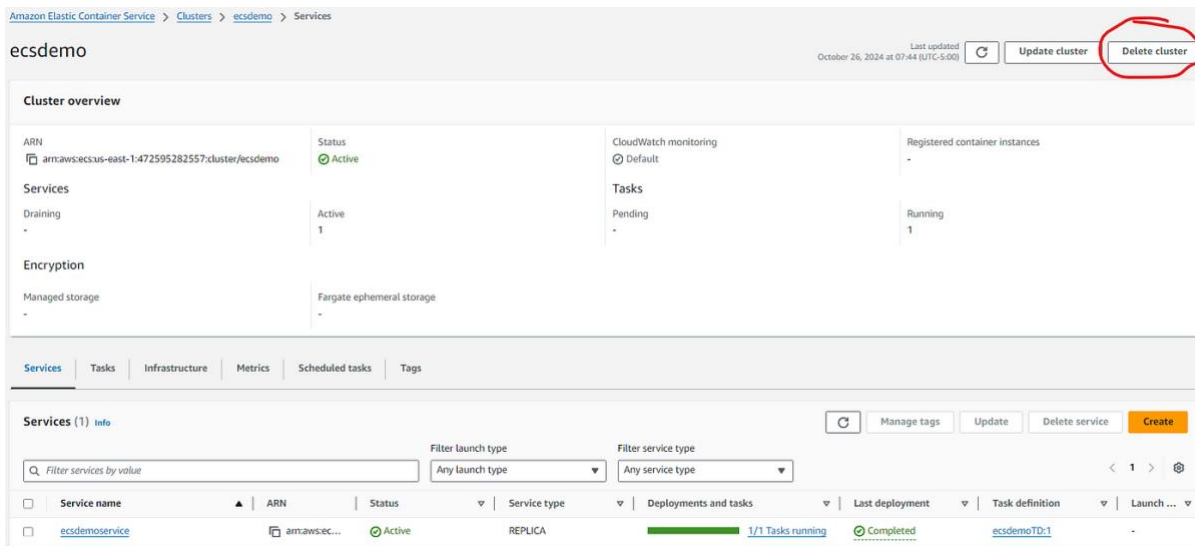 Amazon Elastic Container Service > Clusters > ecsdemo > Services
ecsdemo
Last updated
October 26, 2024 at 07:44 (UTC-5:00)
Update cluster
Delete cluster
Cluster overview
ARN
arn:aws:ecs:us-east-1:472595282557:cluster/ecsdemo
Status
Active
CloudWatch monitoring
Default
Registered container instances
-
Services
Draining
-
Active
1
Tasks
Pending
-
Running
1
Encryption
Managed storage
-
Fargate ephemeral storage
-
Services
Tasks
Infrastructure
Metrics
Scheduled tasks
Tags
Services (1) Info
Manage tags
Update
Delete service
Create
Filter services by value
Filter launch type
Any launch type
Filter service type
Any service type
< 1 >
Service name
ARN
Status
Service type
Deployments and tasks
Last deployment
Task definition
Launch ...
ecsdemoservice
arn:aws:ec...
Active
REPLICA
1/1 Tasks running
Completed
ecsdemoTD:1
-